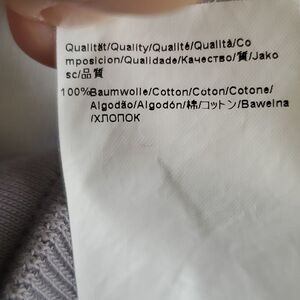 Qualität/Quality/Qualité/Qualità/Co
mposicion/Qualidade/Качество/質/Jako
sc/品質
100%Baumwolle/Cotton/Coton/Cotone/
Algodão/Algodón/棉/コットン/Bawelna
/ХЛОПОК